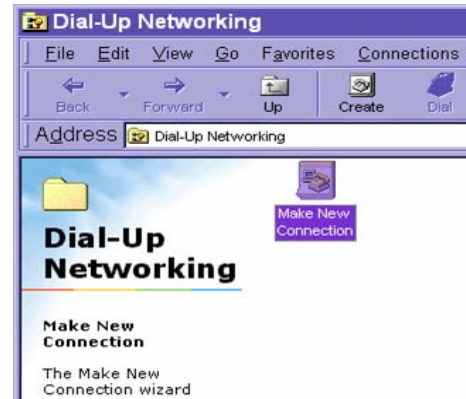 Dial-Up Networking
File Edit View Go Favorites Connections
Back Forward Up Create Dial
Address Dial-Up Networking
Make New
Connection
Dial-Up
Networking
Make New
Connection
The Make New
Connection wizard